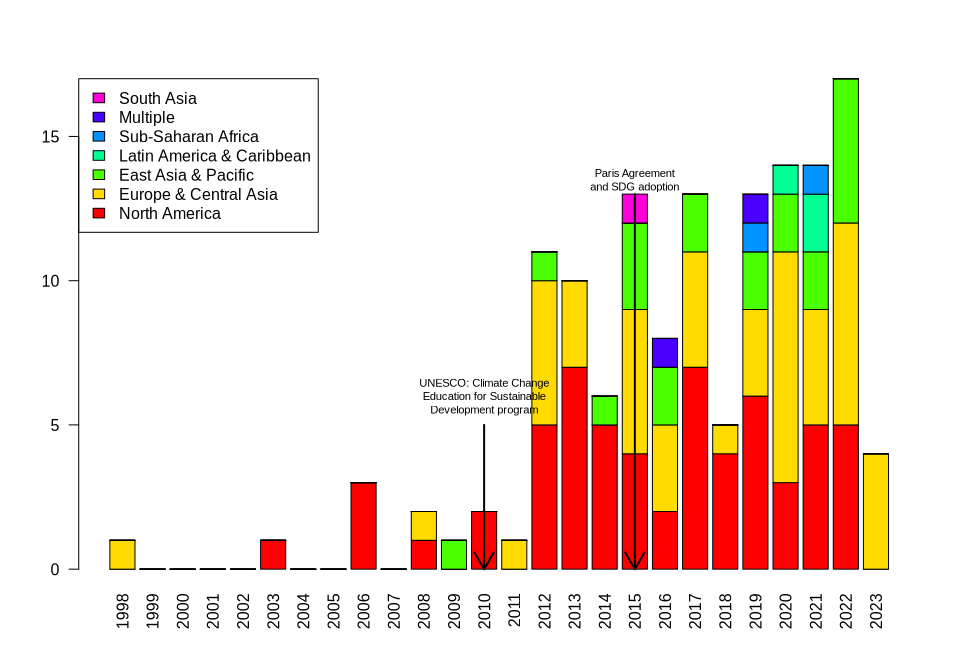 South Asia
Multiple
Sub-Saharan Africa
Latin America & Caribbean
East Asia & Pacific
Europe & Central Asia
North America
15
10
5
0
Paris Agreement
and SDG adoption
UNESCO: Climate Change
Education for Sustainable
Development program
1998
1999
2000
2001
2002
2003
2004
2005
2006
2007
2008
2009
2010
2011
2012
2013
2014
2015
2016
2017
2018
2019
2020
2021
2022
2023